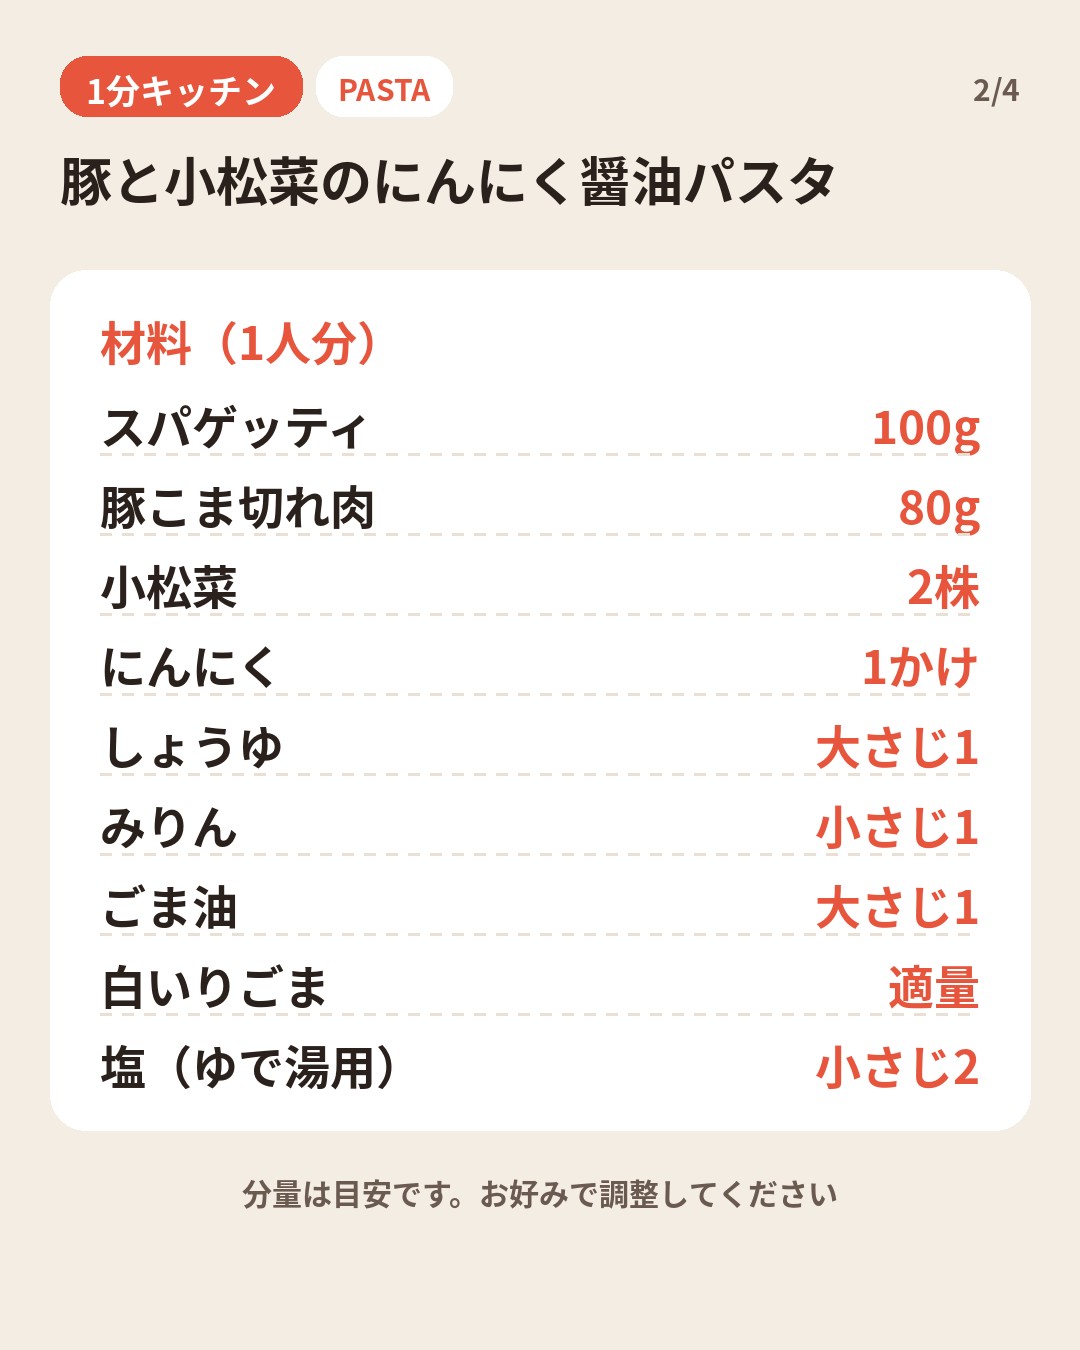 1分キッチン PASTA 2/4
豚と小松菜のにんにく醤油パスタ
材料（1人分）
スパゲッティ 100g
豚こま切れ肉 80g
小松菜 2株
にんにく 1かけ
しょうゆ 大さじ1
みりん 小さじ1
ごま油 大さじ1
白いりごま 適量
塩（ゆで湯用） 小さじ2
分量は目安です。お好みで調整してください